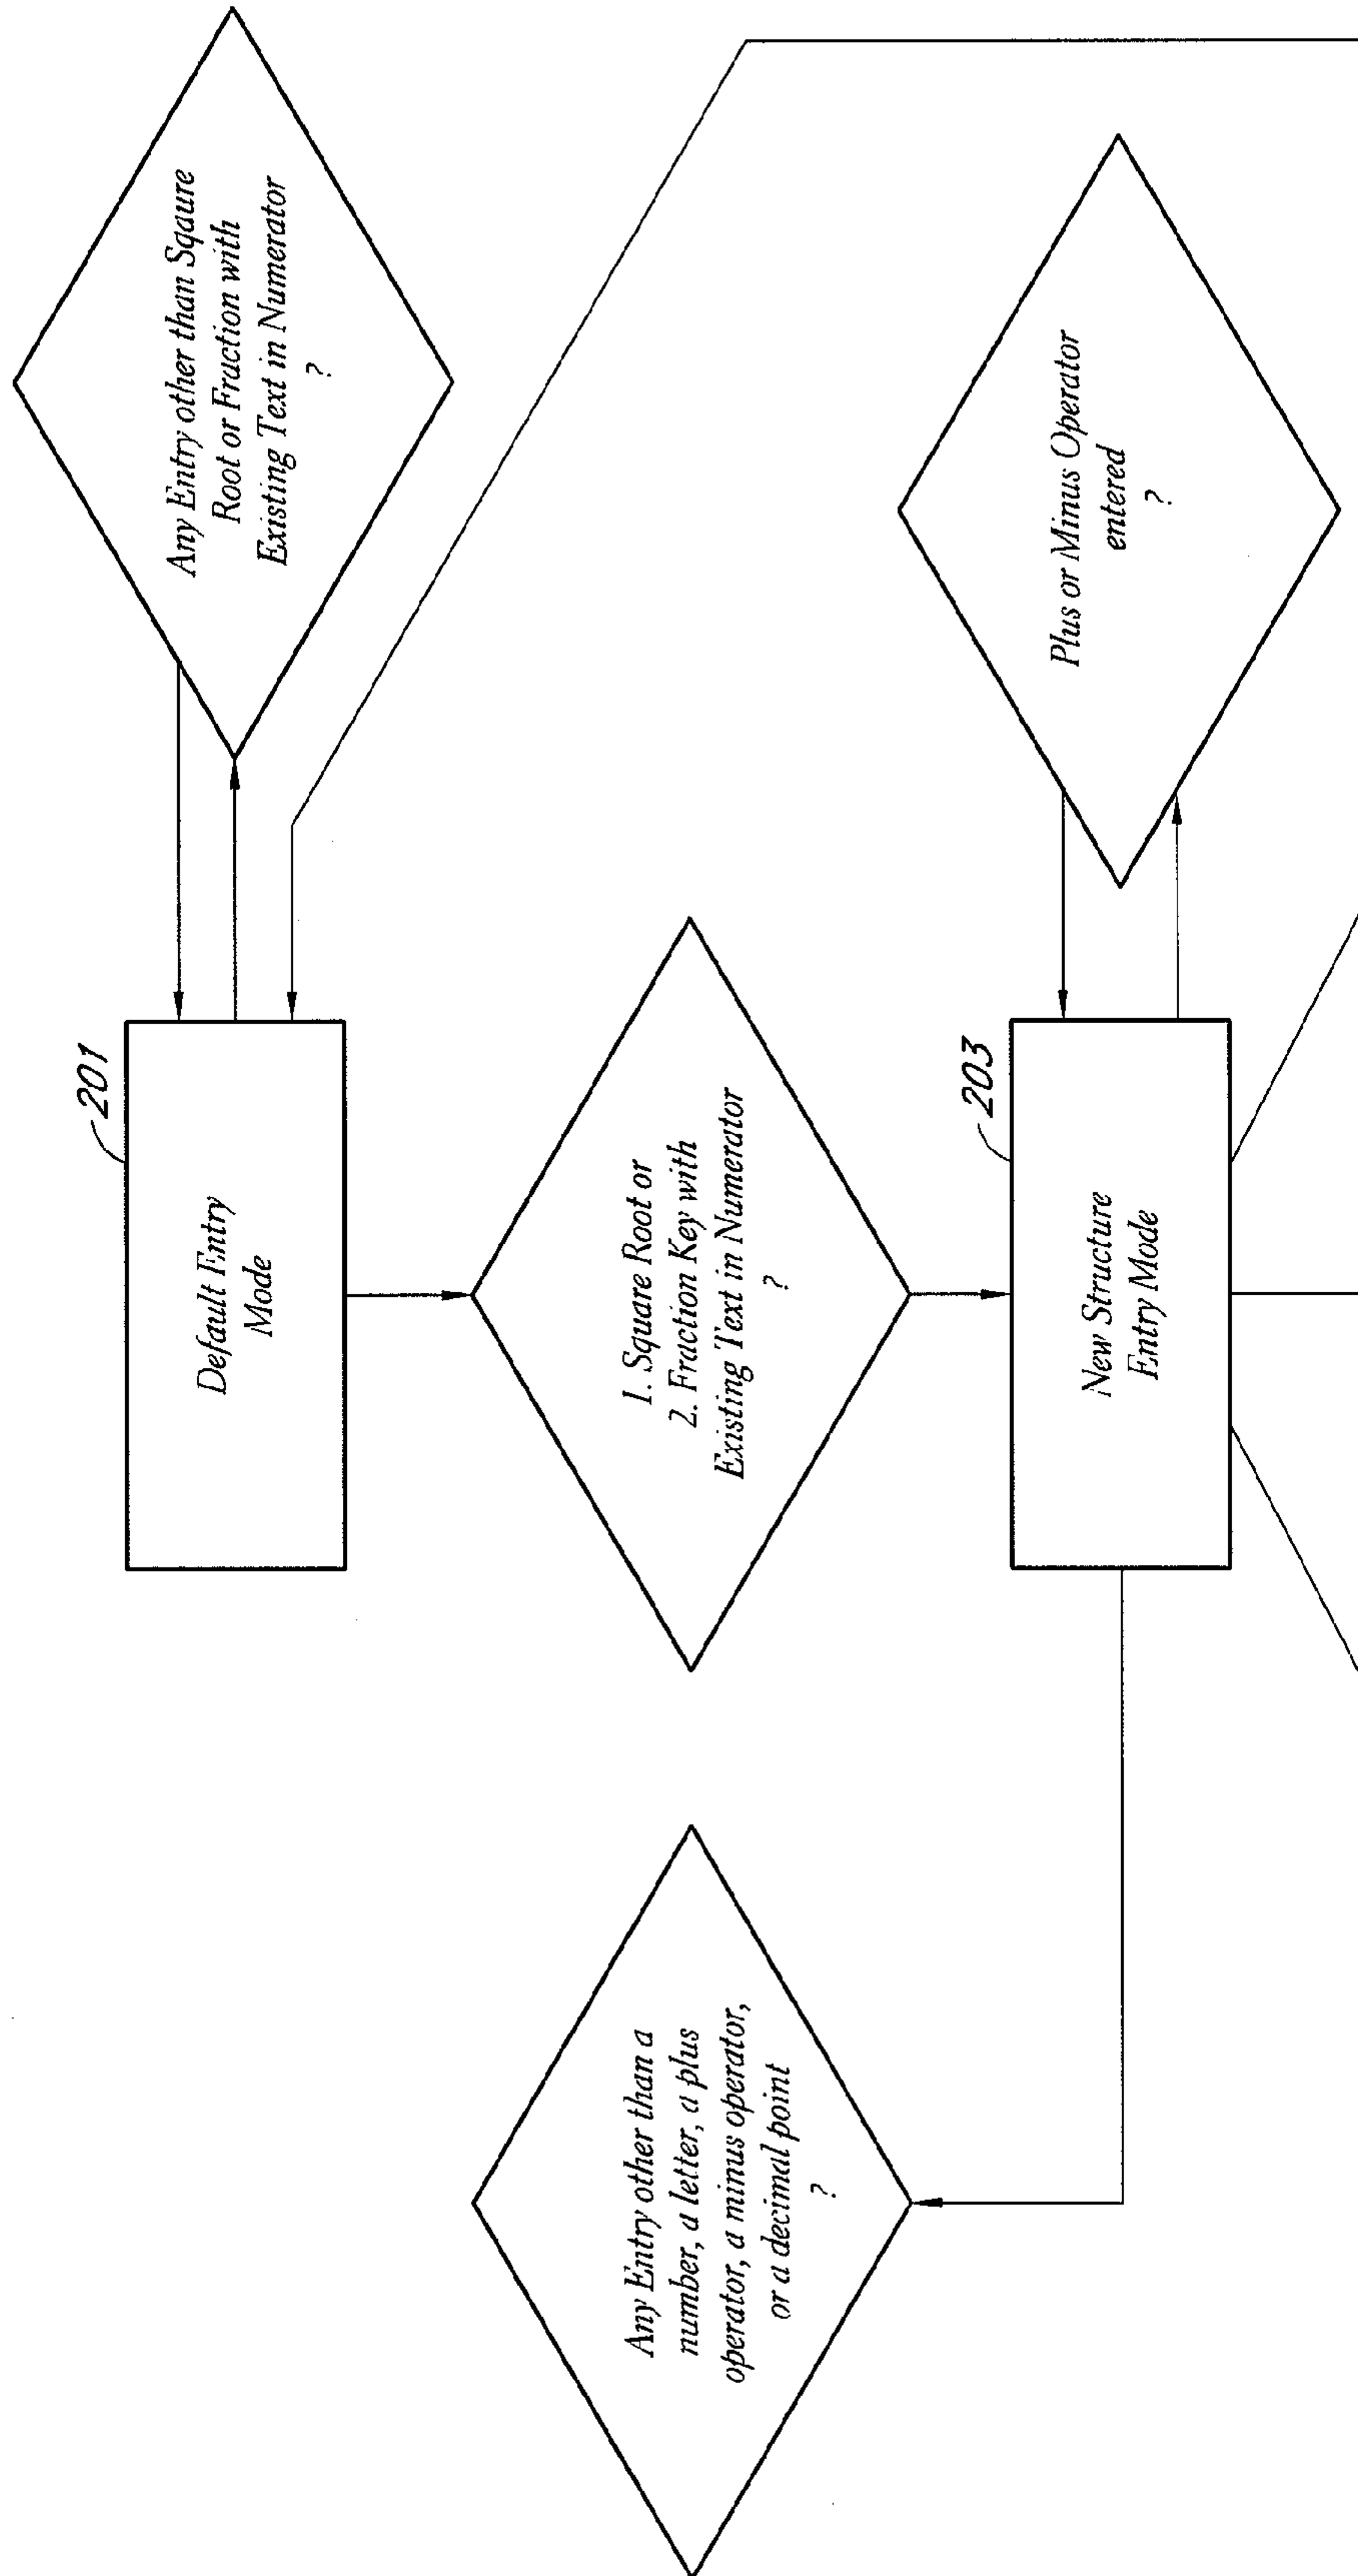 201
Default Entry
Mode
Any Entry other than Sqaure
Root or Fraction with
Existing Text in Numerator
?
1. Square Root or
2. Fraction Key with
Existing Text in Numerator
?
Any Entry other than a
number, a letter, a plus
operator, a minus operator,
or a decimal point
?
203
New Structure
Entry Mode
Plus or Minus Operator
entered
?